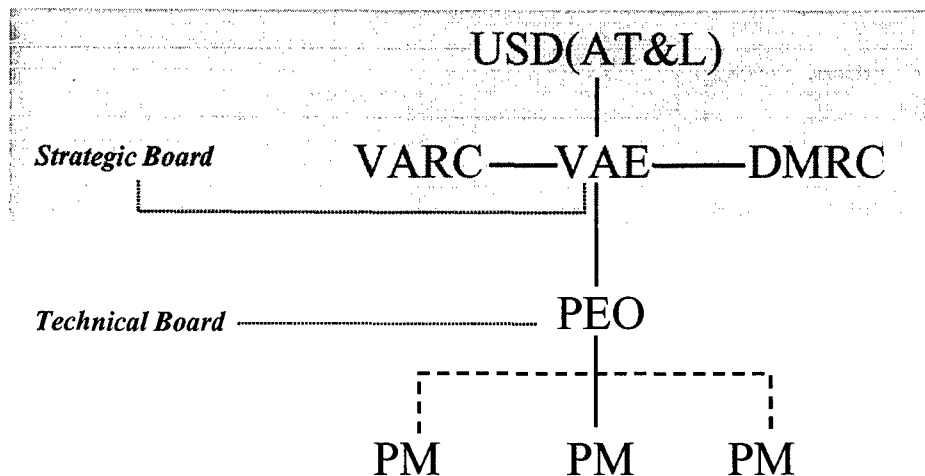 USD(AT&L)
Strategic Board VARC VAE DMRC
Technical Board PEO
PM PM PM